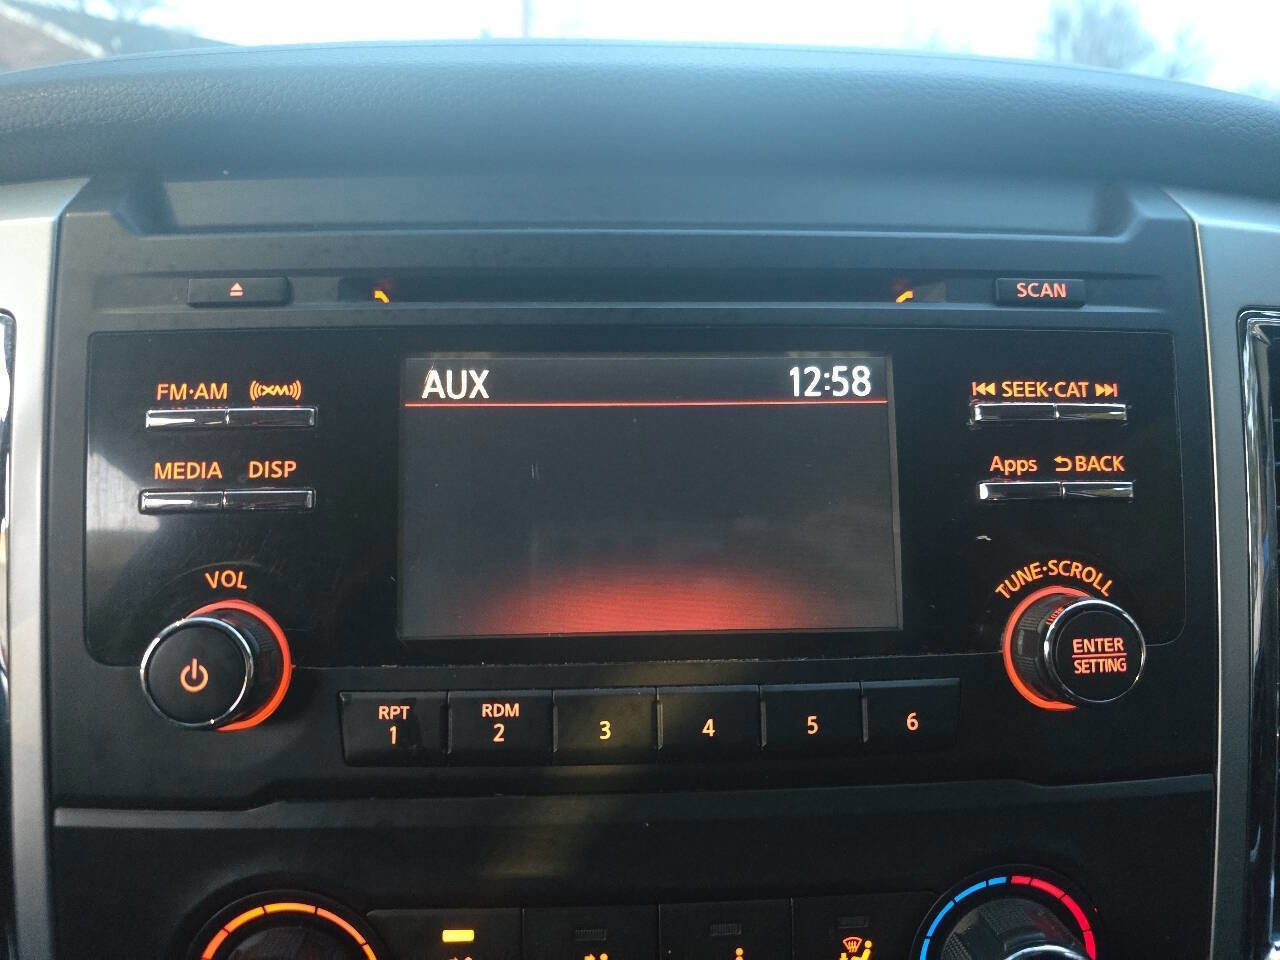 SCAN
AUX 12:58
FM·AM XM
SEEK·CAT
MEDIA DISP
Apps BACK
VOL
TUNE·SCROLL
ENTER
SETTING
RPT
1
RDM
2
3
4
5
6